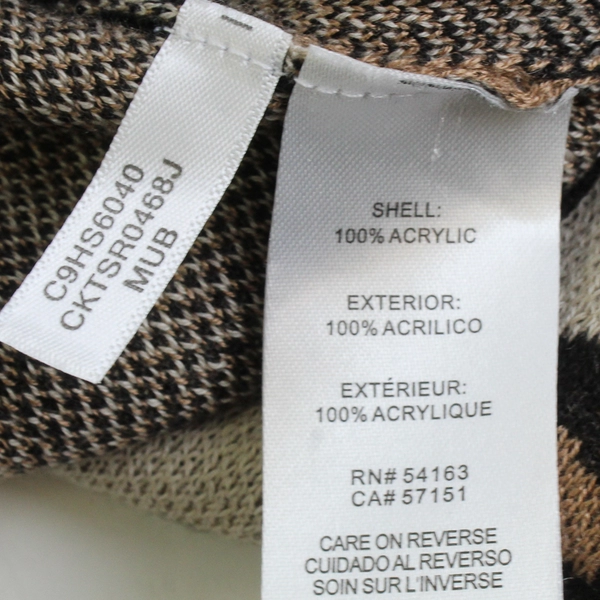 C9HS6040
CKTSR0468J
MUB
SHELL:
100% ACRYLIC
EXTERIOR:
100% ACRILICO
EXTÉRIEUR:
100% ACRYLIQUE
RN# 54163
CA# 57151
CARE ON REVERSE
CUIDADO AL REVERSO
SOIN SUR L'INVERSE